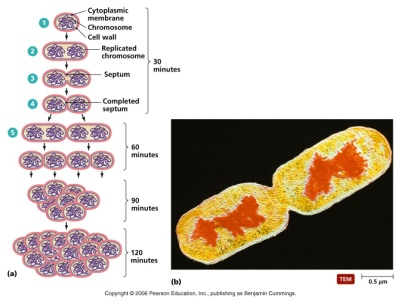 1
Cytoplasmic
membrane
Chromosome
Cell wall
2
Replicated
chromosome
3
Septum
30
minutes
4
Completed
septum
5
60
minutes
90
minutes
120
minutes
(a)
(b)
TEM
0.5 µm
Copyright © 2006 Pearson Education, Inc., publishing as Benjamin Cummings.